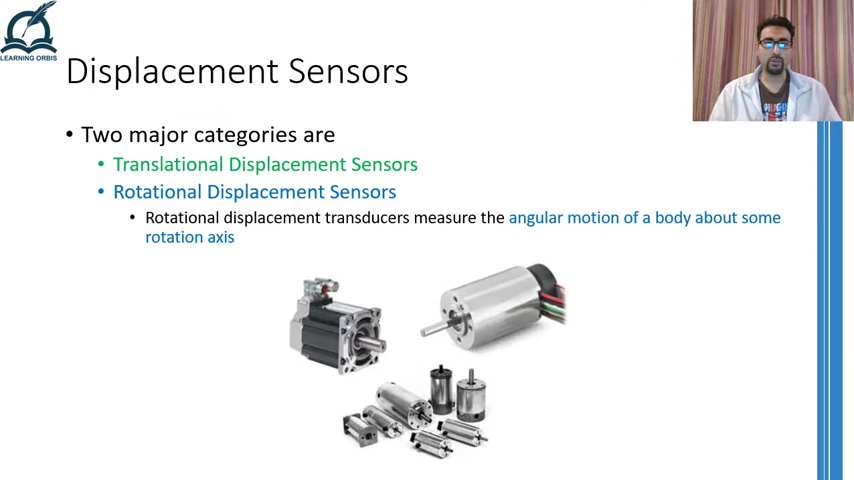 LEARNING ORBIS
Displacement Sensors
• Two major categories are
• Translational Displacement Sensors
• Rotational Displacement Sensors
• Rotational displacement transducers measure the angular motion of a body about some
rotation axis